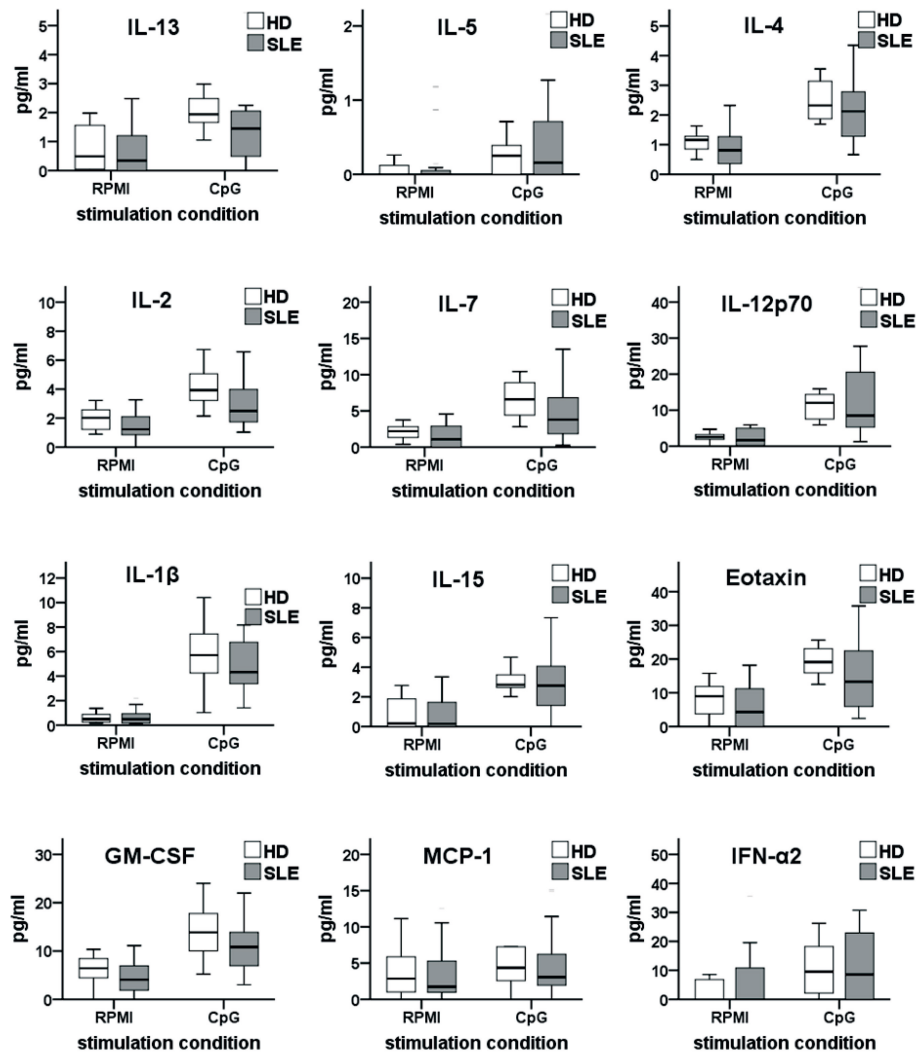 IL-13
HD
SLE
pg/ml
5
4
3
2
1
0
RPMI CpG
stimulation condition
IL-5
HD
SLE
pg/ml
2
1
0
RPMI CpG
stimulation condition
IL-4
HD
SLE
pg/ml
5
4
3
2
1
0
RPMI CpG
stimulation condition
IL-2
HD
SLE
pg/ml
10
8
6
4
2
0
RPMI CpG
stimulation condition
IL-7
HD
SLE
pg/ml
20
15
10
5
0
RPMI CpG
stimulation condition
IL-12p70
HD
SLE
pg/ml
40
30
20
10
0
RPMI CpG
stimulation condition
IL-1β
HD
SLE
pg/ml
12
10
8
6
4
2
0
RPMI CpG
stimulation condition
IL-15
HD
SLE
pg/ml
10
8
6
4
2
0
RPMI CpG
stimulation condition
Eotaxin
HD
SLE
pg/ml
40
30
20
10
0
RPMI CpG
stimulation condition
GM-CSF
HD
SLE
pg/ml
30
20
10
0
RPMI CpG
stimulation condition
MCP-1
HD
SLE
pg/ml
20
15
10
5
0
RPMI CpG
stimulation condition
IFN-α2
HD
SLE
pg/ml
50
40
30
20
10
0
RPMI CpG
stimulation condition